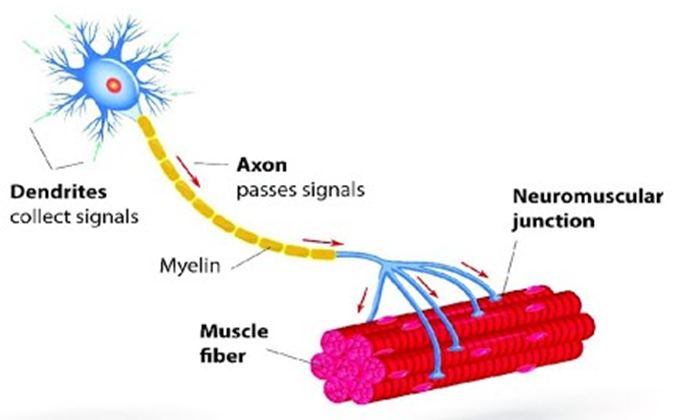 Dendrites
collect signals
Axon
passes signals
Myelin
Neuromuscular
junction
Muscle
fiber